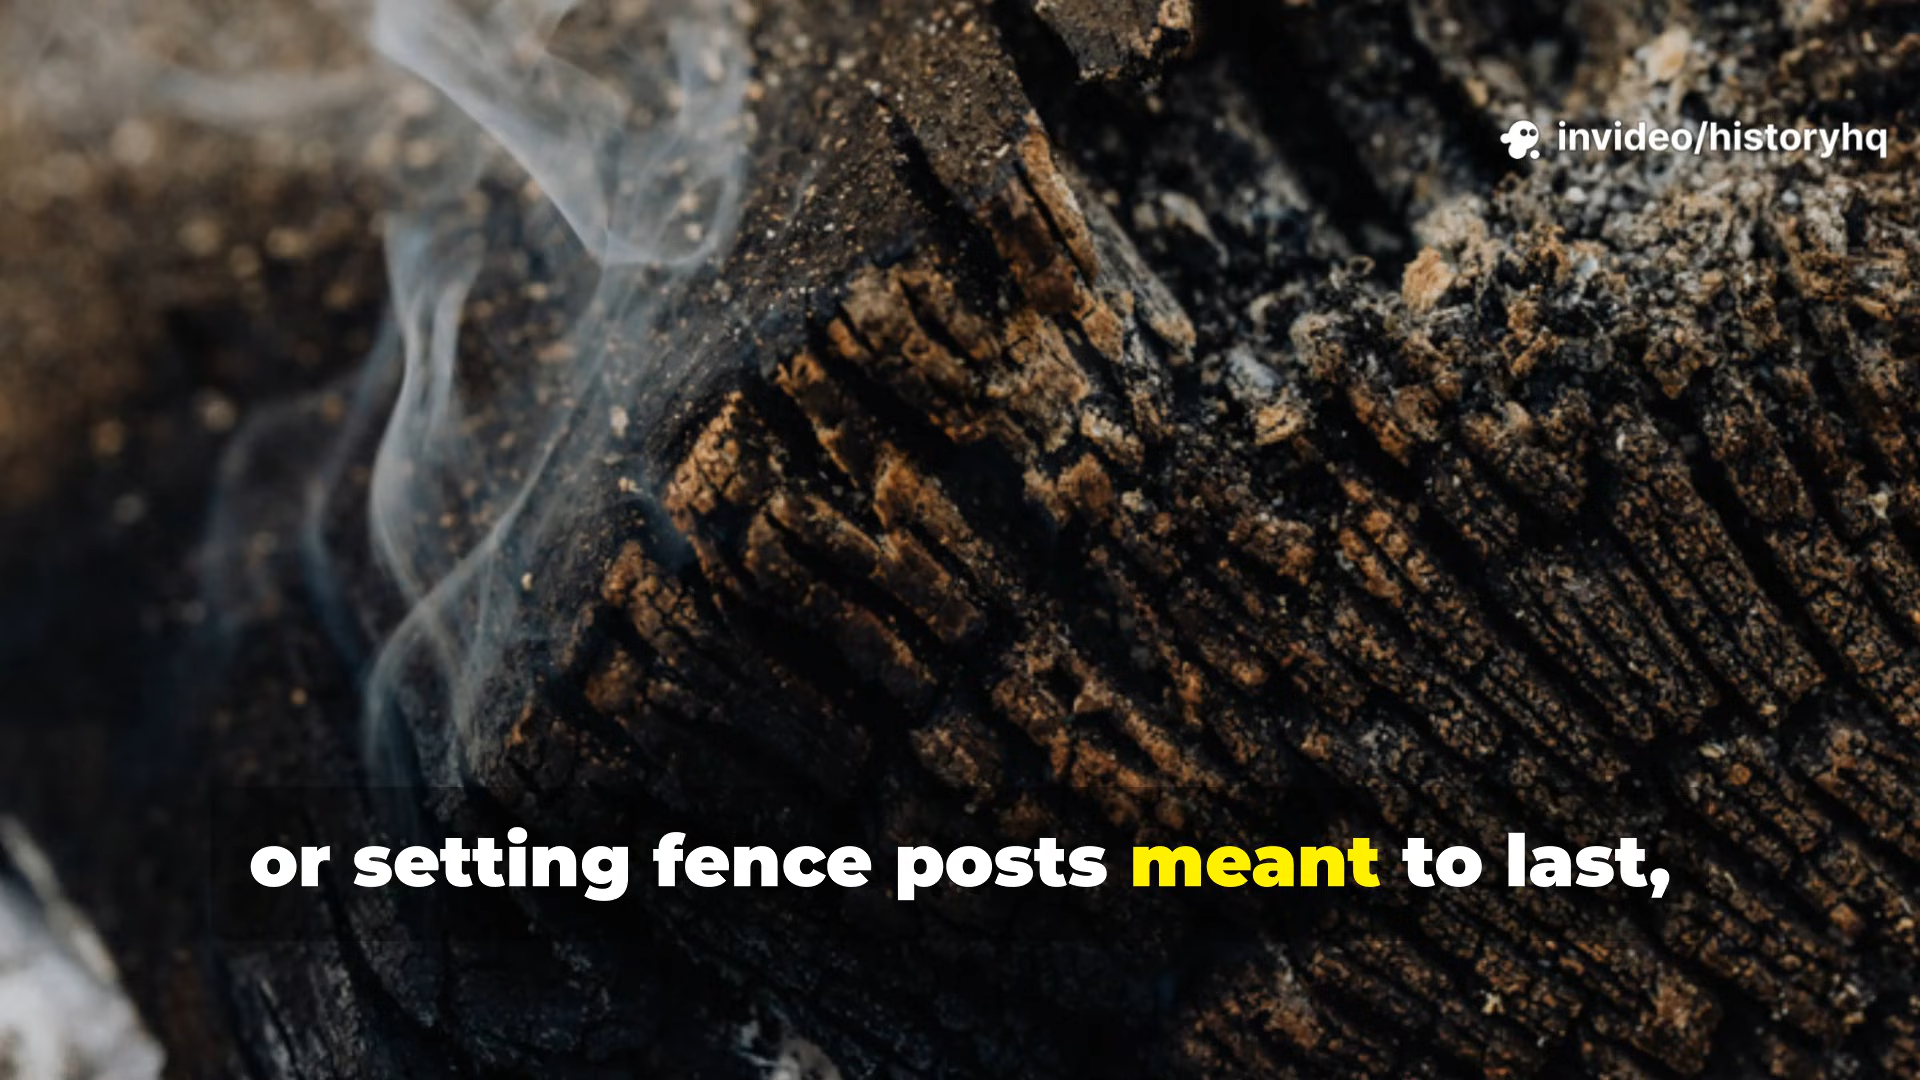 invideo/historyhq
or setting fence posts meant to last,